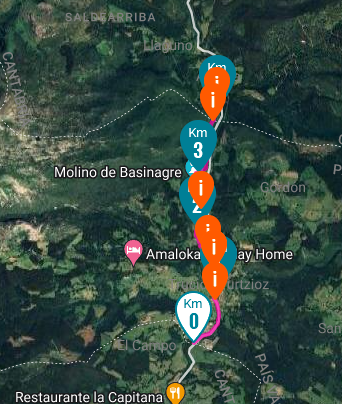 SALDEARRIBA
Llaguno
CANTA
Km
i
i
Km
3
Molino de Basinagre
i
2
Gordon
i
i
Amaloka
ay Home
i
urtzioz
Km
0
El Campo
San
PAÍS
CAN
Restaurante la Capitana